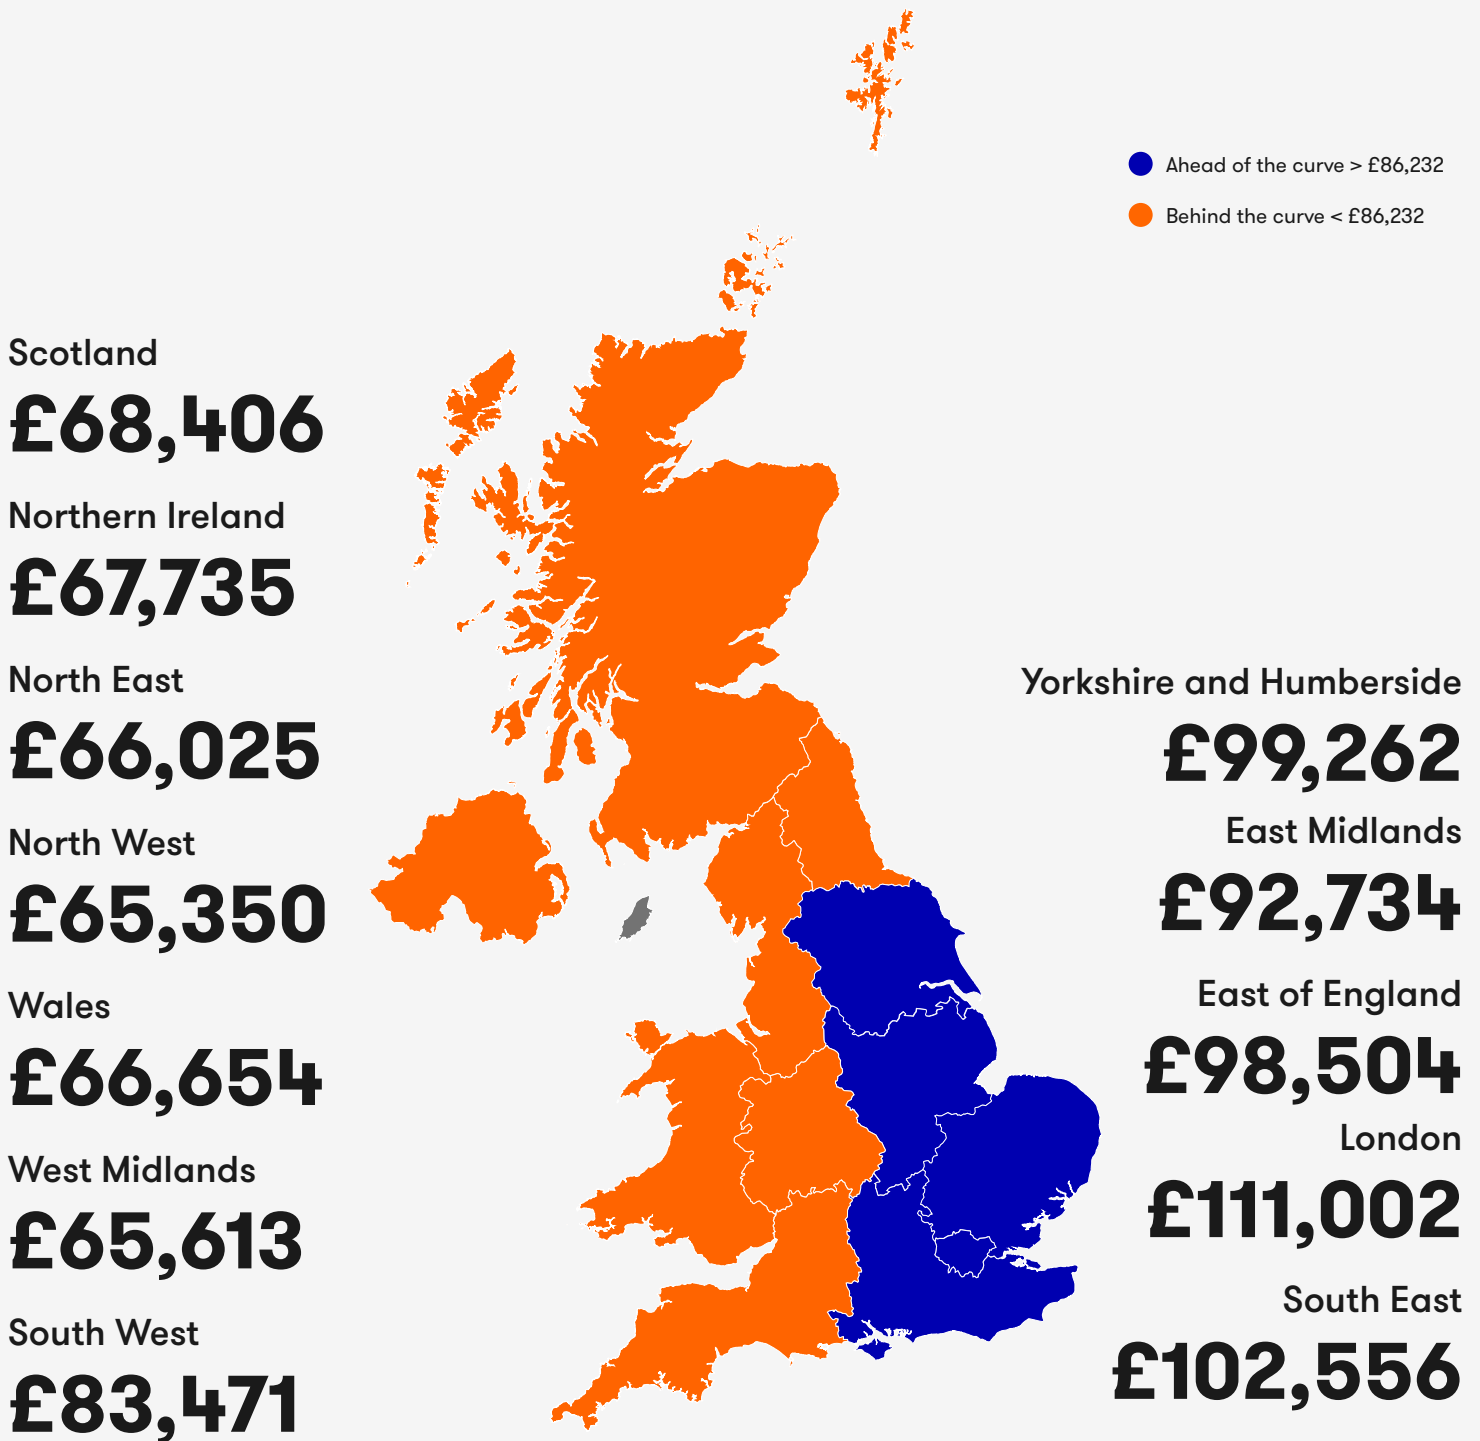 Ahead of the curve > £86,232
Behind the curve < £86,232
Scotland
£68,406
Northern Ireland
£67,735
North East
£66,025
North West
£65,350
Wales
£66,654
West Midlands
£65,613
South West
£83,471
Yorkshire and Humberside
£99,262
East Midlands
£92,734
East of England
£98,504
London
£111,002
South East
£102,556